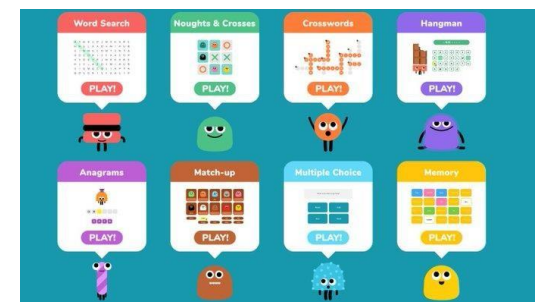 Word Search
Noughts & Crosses
Crosswords
Hangman
PLAY!
PLAY!
PLAY!
PLAY!
Anagrams
Match-up
Multiple Choice
Memory
PLAY!
PLAY!
PLAY!
PLAY!